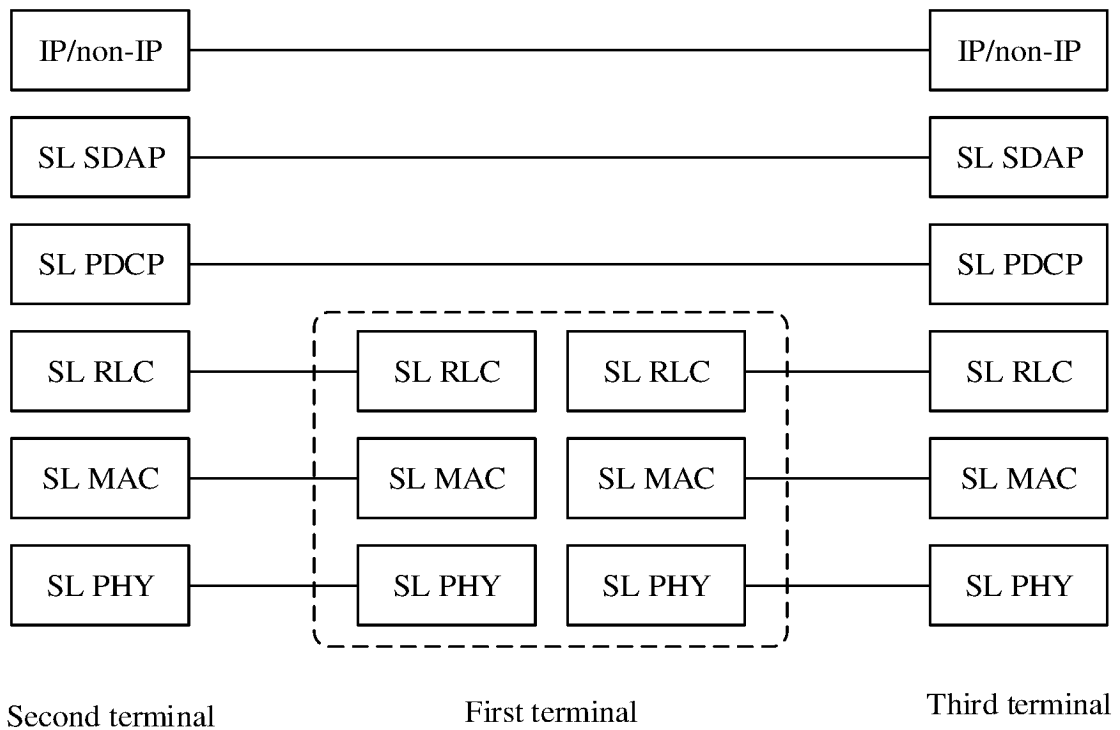 IP/non-IP
IP/non-IP
SL SDAP
SL SDAP
SL PDCP
SL PDCP
SL RLC
SL RLC
SL RLC
SL RLC
SL MAC
SL MAC
SL MAC
SL MAC
SL PHY
SL PHY
SL PHY
SL PHY
Second terminal
First terminal
Third terminal